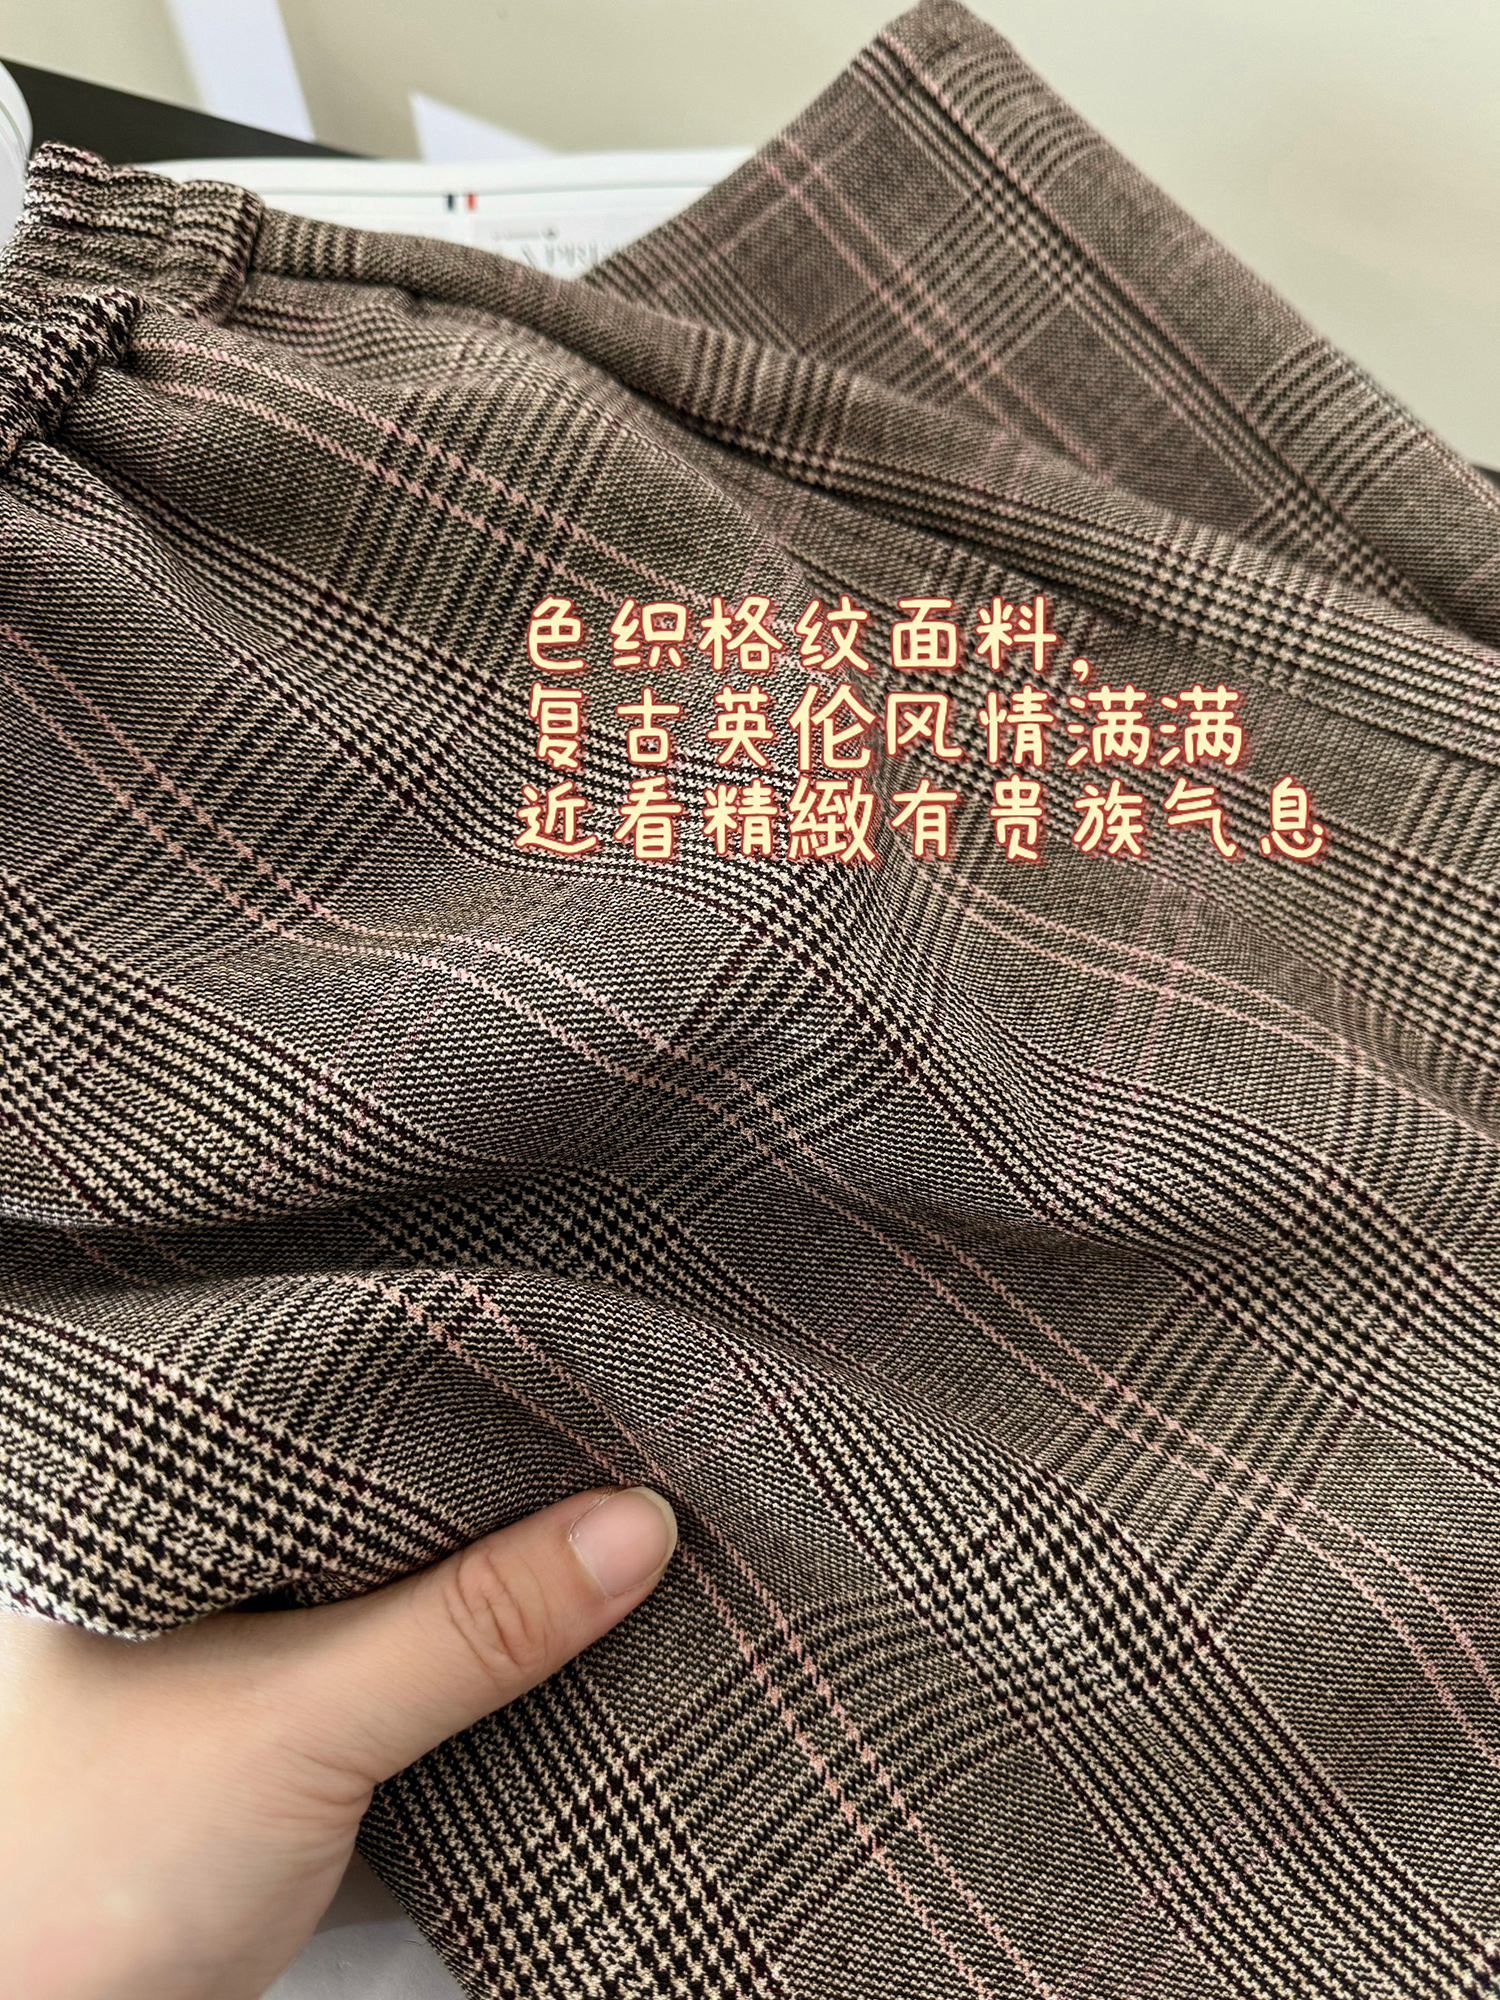 色织格纹面料，
复古英伦风情满满
近看精緻有贵族气息